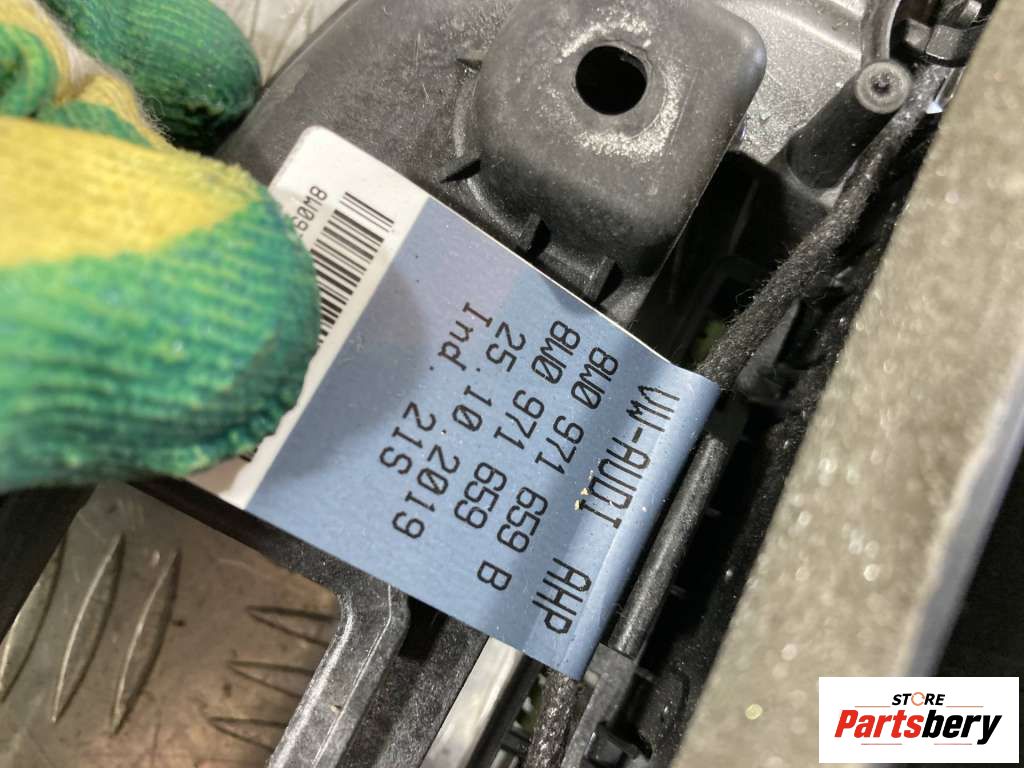 VW-AUDI AHP
8W0 971 659 B
8W0 971 659
25.10.2019
Ind. 21S
STORE
Partsbery